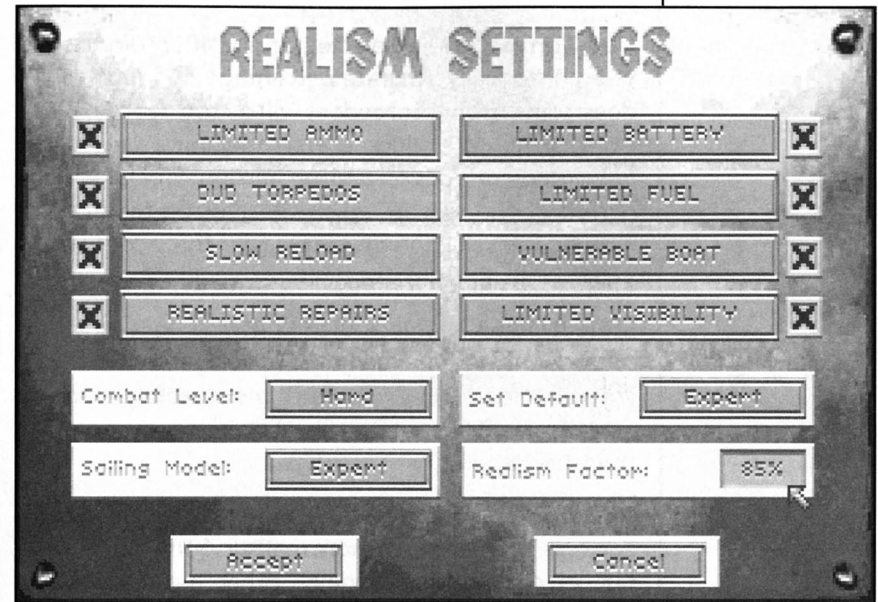 REALISM SETTINGS
LIMITED AMMO
LIMITED BATTERY
DUD TORPEDOS
LIMITED FUEL
SLOW RELOAD
VULNERABLE BOAT
REALISTIC REPAIRS
LIMITED VISIBILITY
Combat Level: Hard
Set Default: Expert
Sailing Model: Expert
Realism Factor: 85%
Accept
Cancel